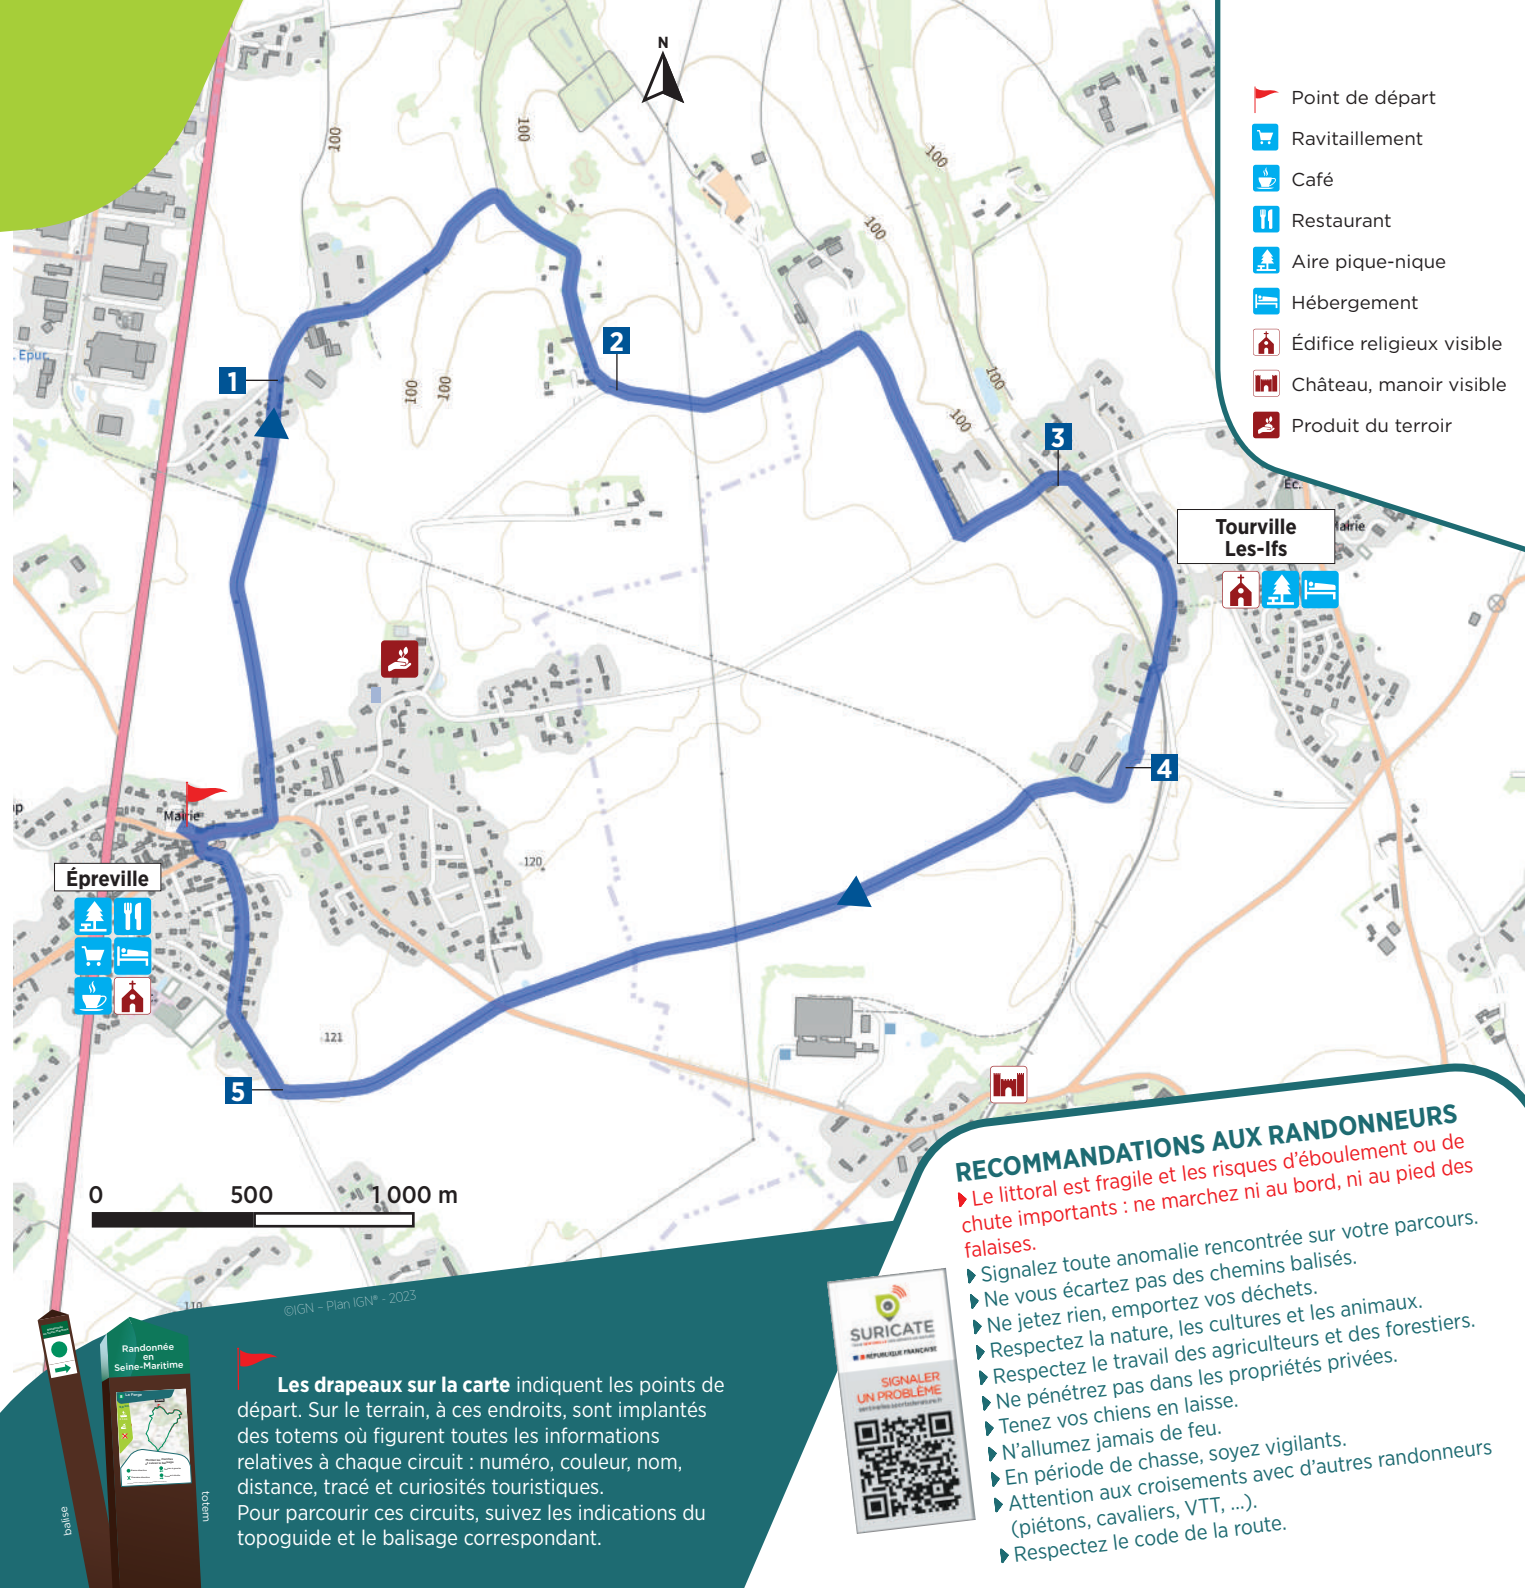 N
Point de départ
Ravitaillement
Café
Restaurant
Aire pique-nique
Hébergement
Édifice religieux visible
Château, manoir visible
Produit du terroir
100
100
100
100
100
100
100
100
. Epur.
1
2
3
4
5
Éc.
Mairie
Tourville
Les-Ifs
Mairie
Épreville
120
121
110
0 500 1 000 m
©IGN – Plan IGN® - 2023
Randonnée
en
Seine-Maritime
balise
totem
Les drapeaux sur la carte indiquent les points de
départ. Sur le terrain, à ces endroits, sont implantés
des totems où figurent toutes les informations
relatives à chaque circuit : numéro, couleur, nom,
distance, tracé et curiosités touristiques.
Pour parcourir ces circuits, suivez les indications du
topoguide et le balisage correspondant.
SURICATE
RÉPUBLIQUE FRANÇAISE
SIGNALER
UN PROBLÈME
sentinelles.sportsdenature.fr
RECOMMANDATIONS AUX RANDONNEURS
Le littoral est fragile et les risques d'éboulement ou de
chute importants : ne marchez ni au bord, ni au pied des
falaises.
Signalez toute anomalie rencontrée sur votre parcours.
Ne vous écartez pas des chemins balisés.
Ne jetez rien, emportez vos déchets.
Respectez la nature, les cultures et les animaux.
Respectez le travail des agriculteurs et des forestiers.
Ne pénétrez pas dans les propriétés privées.
Tenez vos chiens en laisse.
N'allumez jamais de feu.
En période de chasse, soyez vigilants.
Attention aux croisements avec d'autres randonneurs
(piétons, cavaliers, VTT, ...).
Respectez le code de la route.